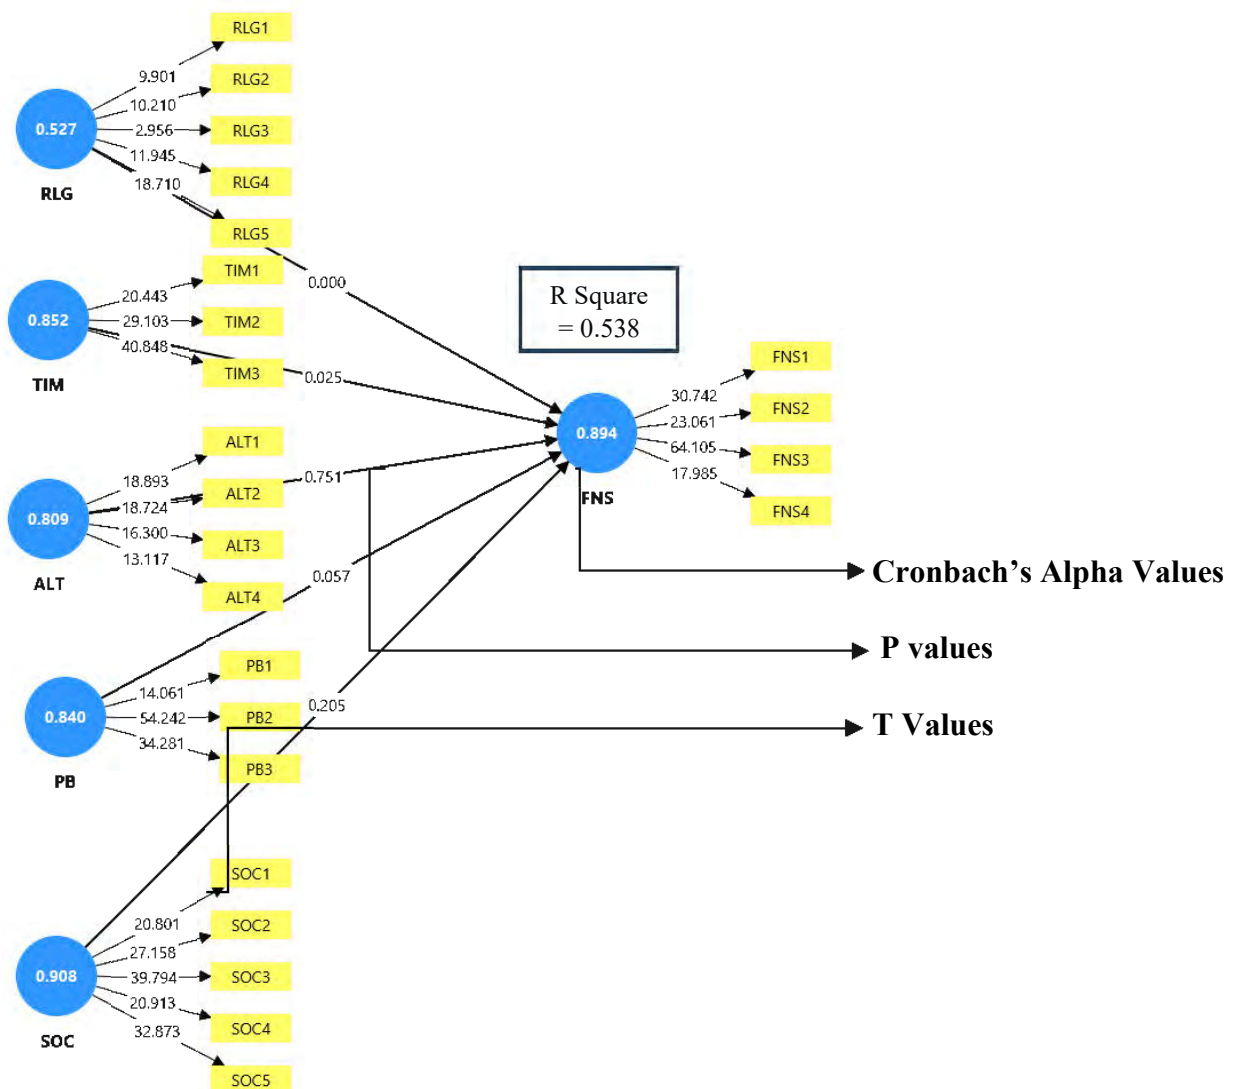 RLG1
9.901
RLG2
10.210
0.527
2.956
RLG3
11.945
RLG4
18.710
RLG
RLG5
0.000
TIM1
20.443
0.852
29.103
TIM2
40.848
TIM
TIM3
0.025
R Square
= 0.538
FNS1
30.742
FNS2
23.061
0.894
64.105
FNS3
17.985
FNS
FNS4
ALT1
18.893
ALT2
0.751
18.724
0.809
16.300
ALT3
13.117
ALT
ALT4
0.057
Cronbach’s Alpha Values
P values
PB1
14.061
0.840
54.242
PB2
0.205
T Values
34.281
PB
PB3
SOC1
20.801
SOC2
27.158
0.908
39.794
SOC3
20.913
SOC4
32.873
SOC
SOC5